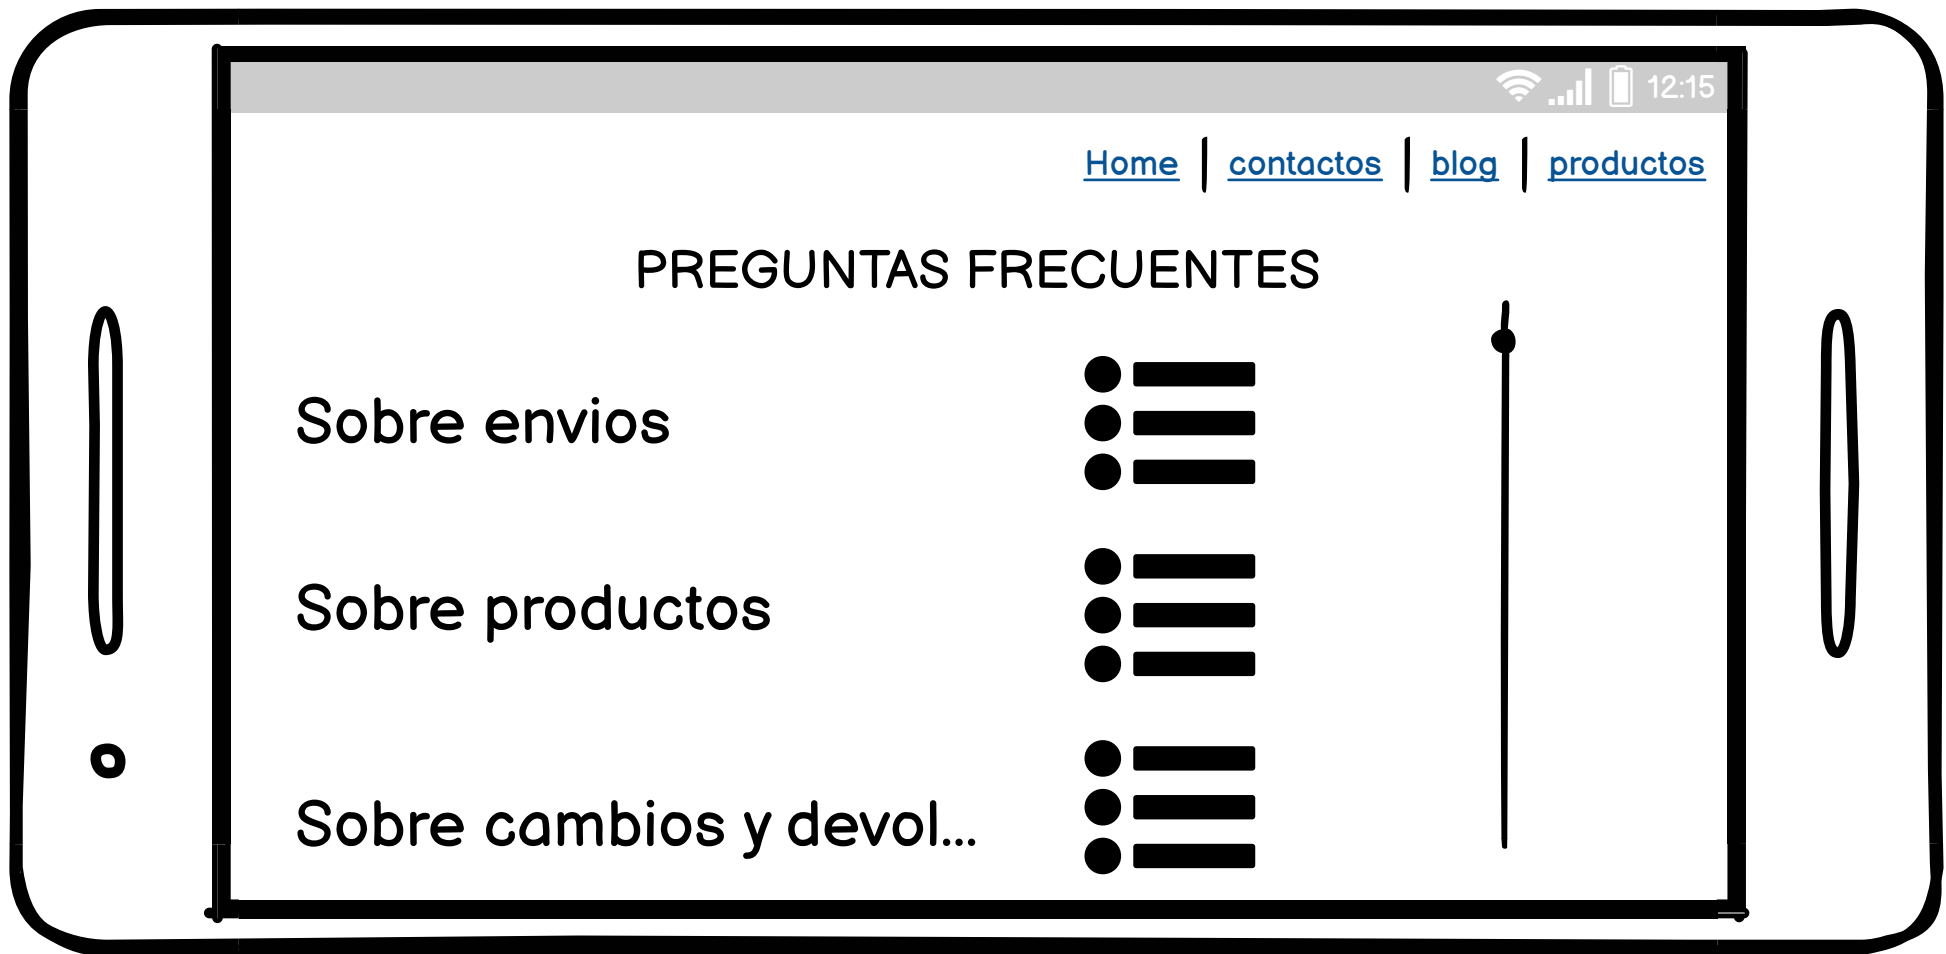 12:15
Home | contactos | blog | productos
PREGUNTAS FRECUENTES
Sobre envios
Sobre productos
Sobre cambios y devol...